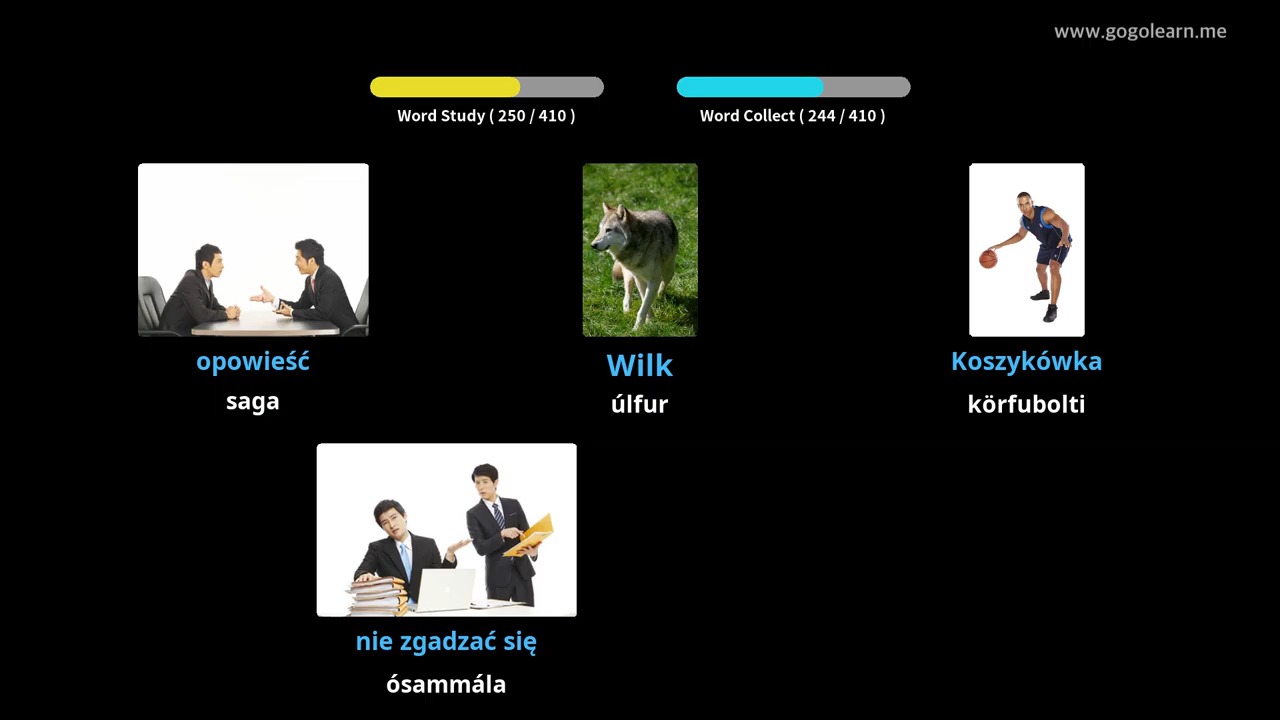 www.gogolearn.me
Word Study ( 250 / 410 )
Word Collect ( 244 / 410 )
opowieść
saga
Wilk
úlfur
Koszykówka
körfubolti
nie zgadzać się
ósammála